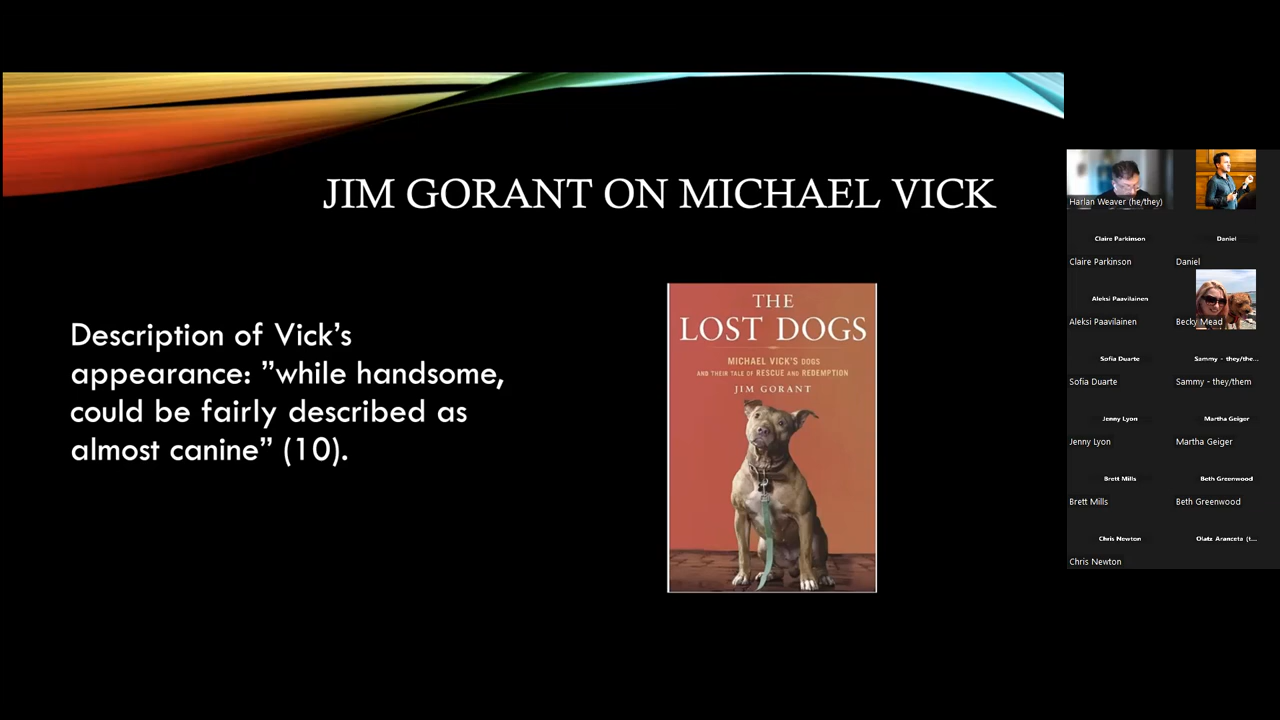 JIM GORANT ON MICHAEL VICK
Description of Vick’s
appearance: ”while handsome,
could be fairly described as
almost canine” (10).
THE
LOST DOGS
MICHAEL VICK'S DOGS
AND THEIR TALE OF RESCUE AND REDEMPTION
JIM GORANT
Harlan Weaver (he/they)
Claire Parkinson
Daniel
Claire Parkinson
Daniel
Aleksi Paavilainen
Aleksi Paavilainen
Becky Mead
Sofia Duarte
Sammy - they/the...
Sofia Duarte
Sammy - they/them
Jenny Lyon
Martha Geiger
Jenny Lyon
Martha Geiger
Brett Mills
Beth Greenwood
Brett Mills
Beth Greenwood
Chris Newton
Olatz Aranceta (t...
Chris Newton